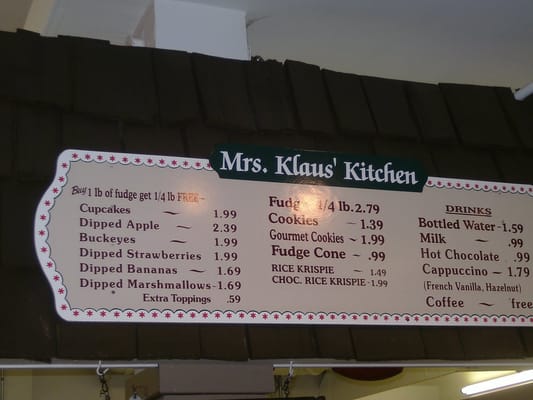 Mrs. Klaus' Kitchen
Buy 1 lb of fudge get 1/4 lb FREE~
Cupcakes ~ 1.99
Dipped Apple ~ 2.39
Buckeyes ~ 1.99
Dipped Strawberries 1.99
Dipped Bananas ~ 1.69
Dipped Marshmallows-1.69
Extra Toppings .59
Fudge 1/4 lb.2.79
Cookies ~ 1.39
Gourmet Cookies ~ 1.99
Fudge Cone ~ .99
RICE KRISPIE ~ 1.49
CHOC. RICE KRISPIE-1.99
DRINKS
Bottled Water-1.59
Milk ~ .99
Hot Chocolate .99
Cappuccino ~ 1.79
(French Vanilla, Hazelnut)
Coffee ~ free